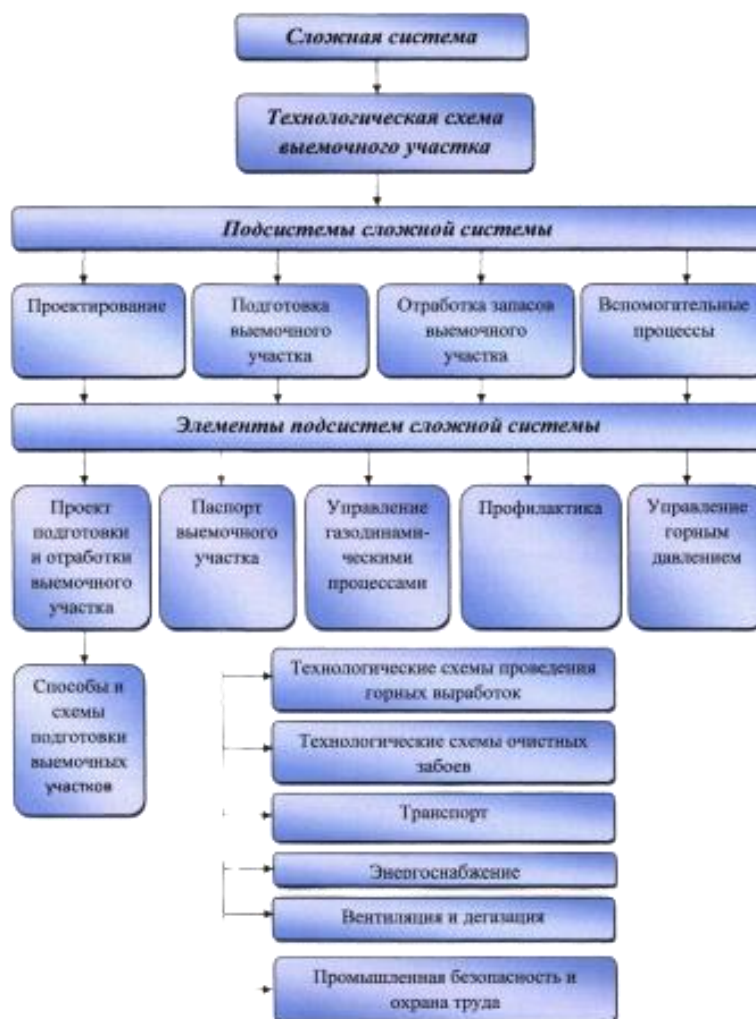 Сложная система
Технологическая схема
выемочного участка
Подсистемы сложной системы
Проектирование
Подготовка
выемочного
участка
Отработка запасов
выемочного
участка
Вспомогательные
процессы
Элементы подсистем сложной системы
Проект
подготовки
и отработки
выемочного
участка
Паспорт
выемочного
участка
Управление
газодинами-
ческими
процессами
Профилактика
Управление
горным
давлением
Способы и
схемы
подготовки
выемочных
участков
Технологические схемы проведения
горных выработок
Технологические схемы очистных
забоев
Транспорт
Энергоснабжение
Вентиляция и дегазация
Промышленная безопасность и
охрана труда